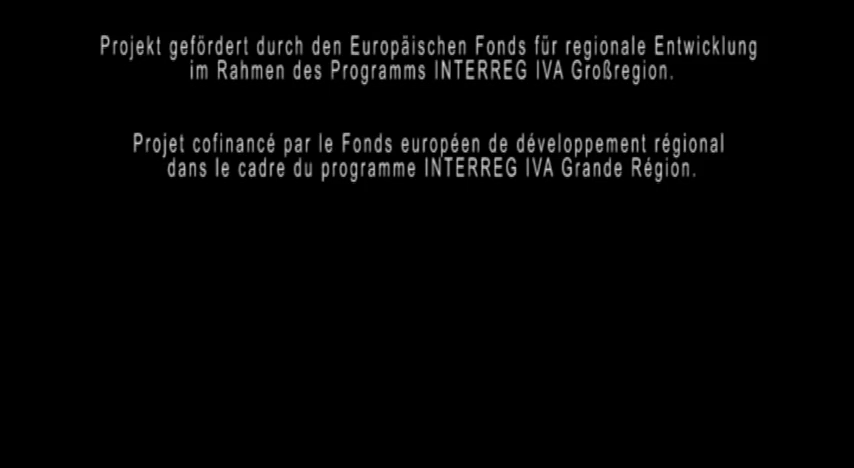 Projekt gefördert durch den Europäischen Fonds für regionale Entwicklung
im Rahmen des Programms INTERREG IVA Großregion.
Projet cofinancé par le Fonds européen de développement régional
dans le cadre du programme INTERREG IVA Grande Région.